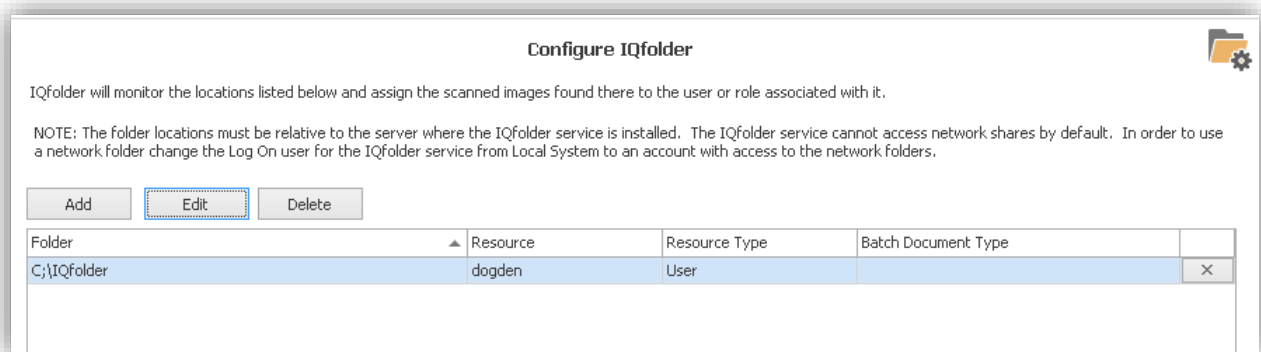 Configure IQfolder
IQfolder will monitor the locations listed below and assign the scanned images found there to the user or role associated with it.
NOTE: The folder locations must be relative to the server where the IQfolder service is installed.  The IQfolder service cannot access network shares by default.  In order to use
a network folder change the Log On user for the IQfolder service from Local System to an account with access to the network folders.
Add Edit Delete
Folder Resource Resource Type Batch Document Type
C;\IQfolder dogden User